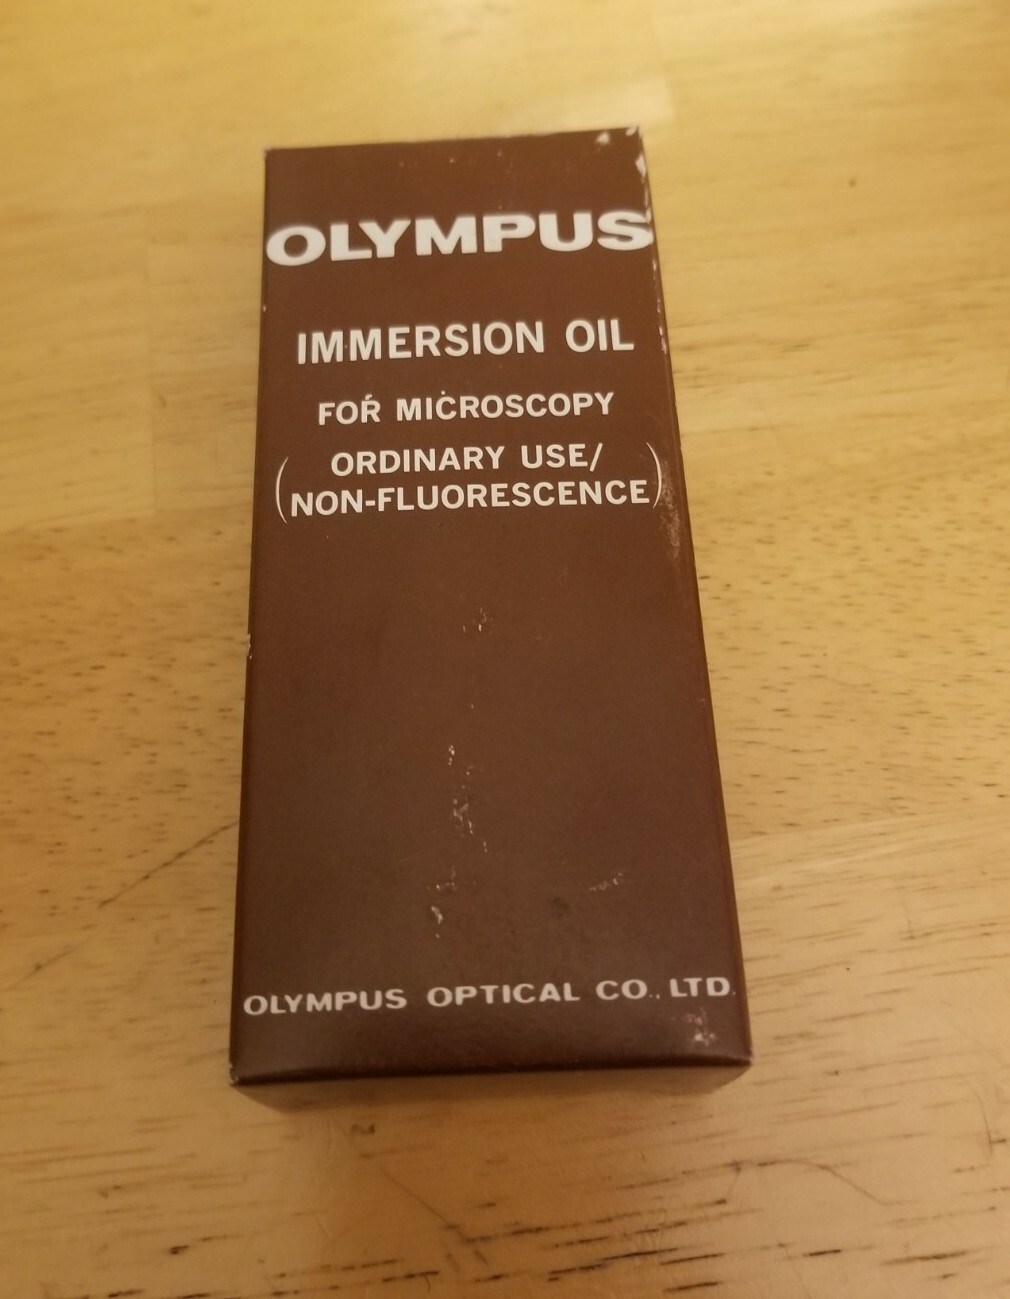 OLYMPUS
IMMERSION OIL
FOR MICROSCOPY
(ORDINARY USE/
NON-FLUORESCENCE)
OLYMPUS OPTICAL CO., LTD.